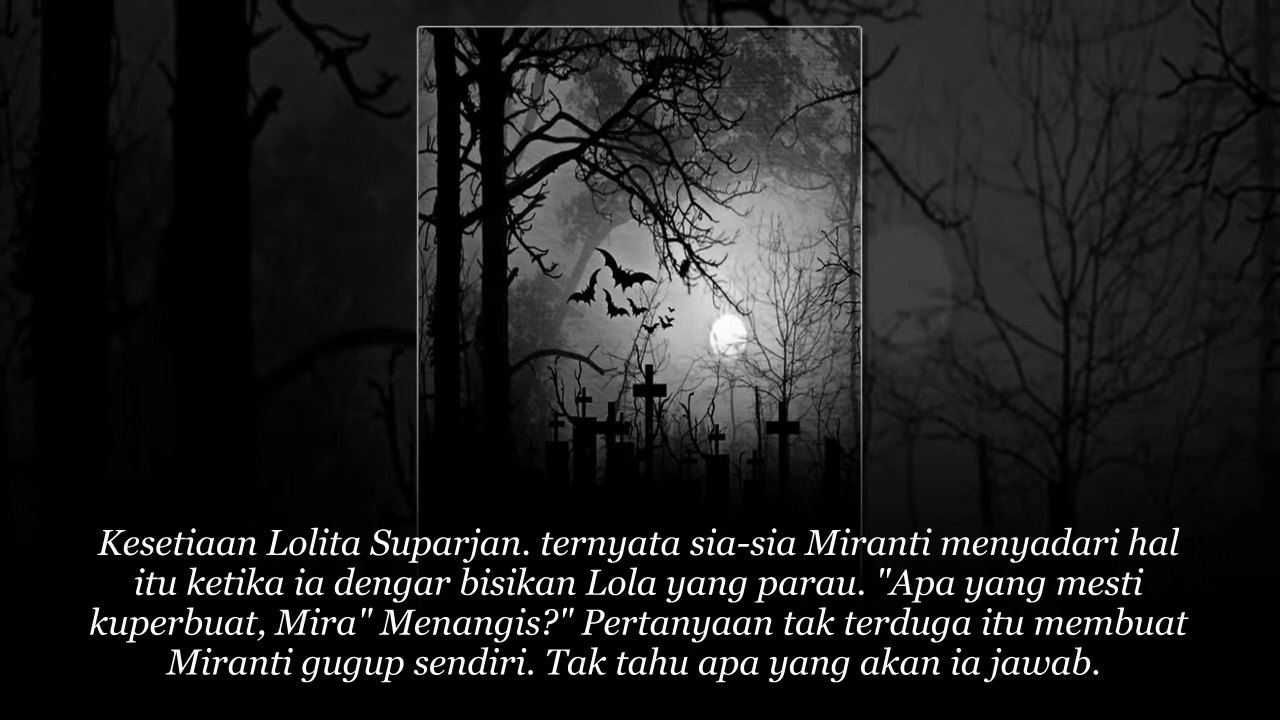 Kesetiaan Lolita Suparjan. ternyata sia-sia Miranti menyadari hal
itu ketika ia dengar bisikan Lola yang parau. "Apa yang mesti
kuperbuat, Mira" Menangis?" Pertanyaan tak terduga itu membuat
Miranti gugup sendiri. Tak tahu apa yang akan ia jawab.